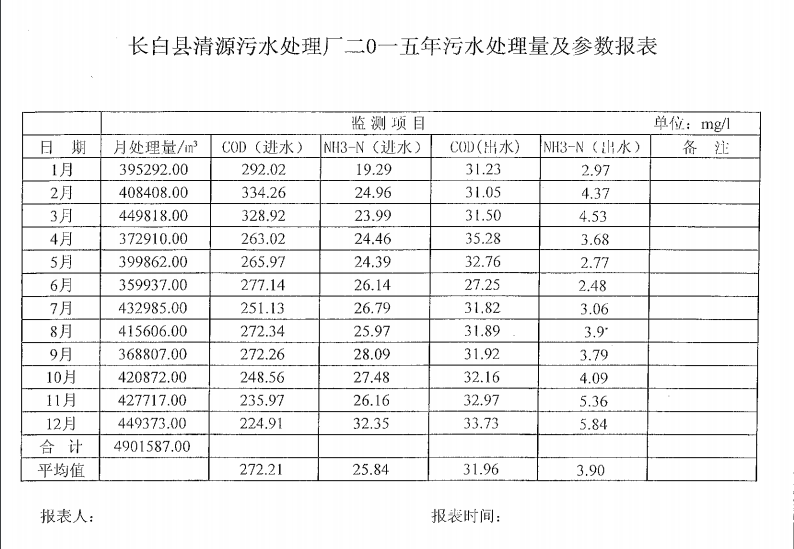 长白县清源污水处理厂二0一五年污水处理量及参数报表
监测项目 单位：mg/l
日 期 月处理量/m³ COD（进水） NH3-N（进水） COD(出水) NH3-N（出水） 备 注
1月 395292.00 292.02 19.29 31.23 2.97
2月 408408.00 334.26 24.96 31.05 4.37
3月 449818.00 328.92 23.99 31.50 4.53
4月 372910.00 263.02 24.46 35.28 3.68
5月 399862.00 265.97 24.39 32.76 2.77
6月 359937.00 277.14 26.14 27.25 2.48
7月 432985.00 251.13 26.79 31.82 3.06
8月 415606.00 272.34 25.97 31.89
9月 368807.00 272.26 28.09 31.92 3.79
10月 420872.00 248.56 27.48 32.16 4.09
11月 427717.00 235.97 26.16 32.97 5.36
12月 449373.00 224.91 32.35 33.73 5.84
合 计 4901587.00
平均值 272.21 25.84 31.96 3.90
报表人： 报表时间：